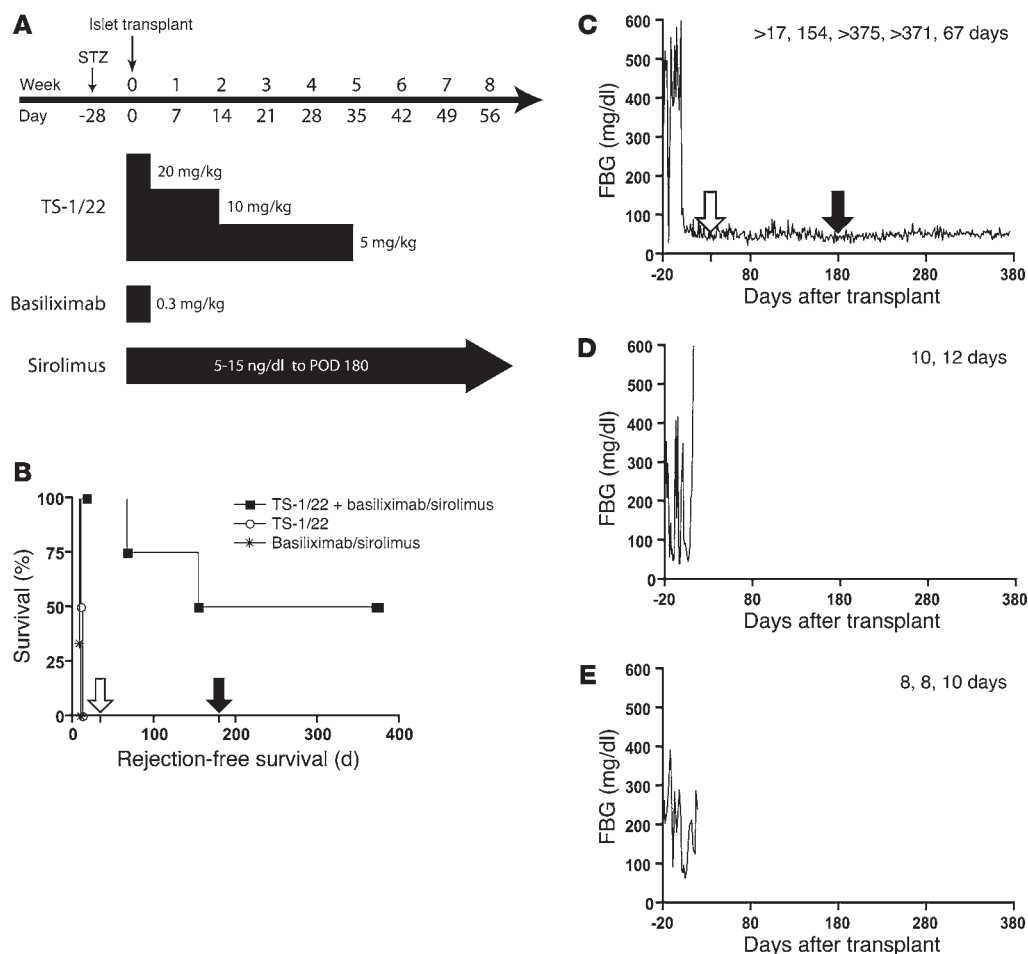 A
Islet transplant
STZ
Week 0 1 2 3 4 5 6 7 8
Day -28 0 7 14 21 28 35 42 49 56
TS-1/22
20 mg/kg
10 mg/kg
5 mg/kg
Basiliximab
0.3 mg/kg
Sirolimus
5-15 ng/dl to POD 180
B
TS-1/22 + basiliximab/sirolimus
TS-1/22
Basiliximab/sirolimus
Survival (%)
100
75
50
25
0
0 100 200 300 400
Rejection-free survival (d)
C
>17, 154, >375, >371, 67 days
FBG (mg/dl)
600
500
400
300
200
100
0
-20 80 180 280 380
Days after transplant
D
10, 12 days
FBG (mg/dl)
600
500
400
300
200
100
0
-20 80 180 280 380
Days after transplant
E
8, 8, 10 days
FBG (mg/dl)
600
500
400
300
200
100
0
-20 80 180 280 380
Days after transplant